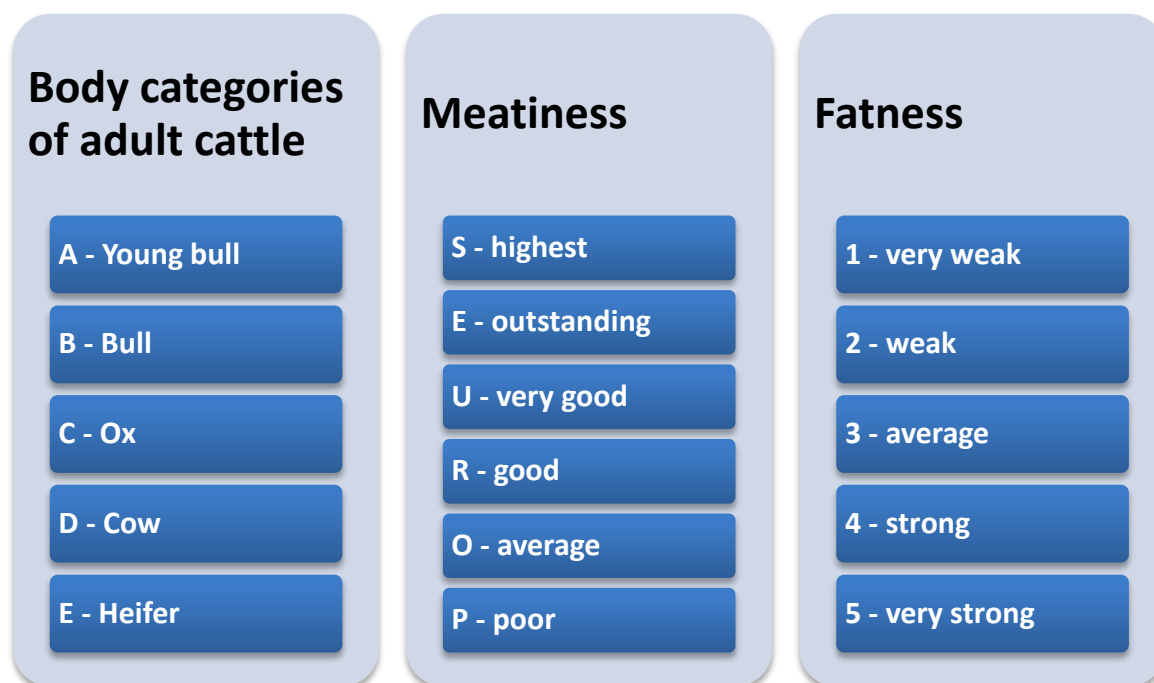 Body categories
of adult cattle
A - Young bull
B - Bull
C - Ox
D - Cow
E - Heifer
Meatiness
S - highest
E - outstanding
U - very good
R - good
O - average
P - poor
Fatness
1 - very weak
2 - weak
3 - average
4 - strong
5 - very strong